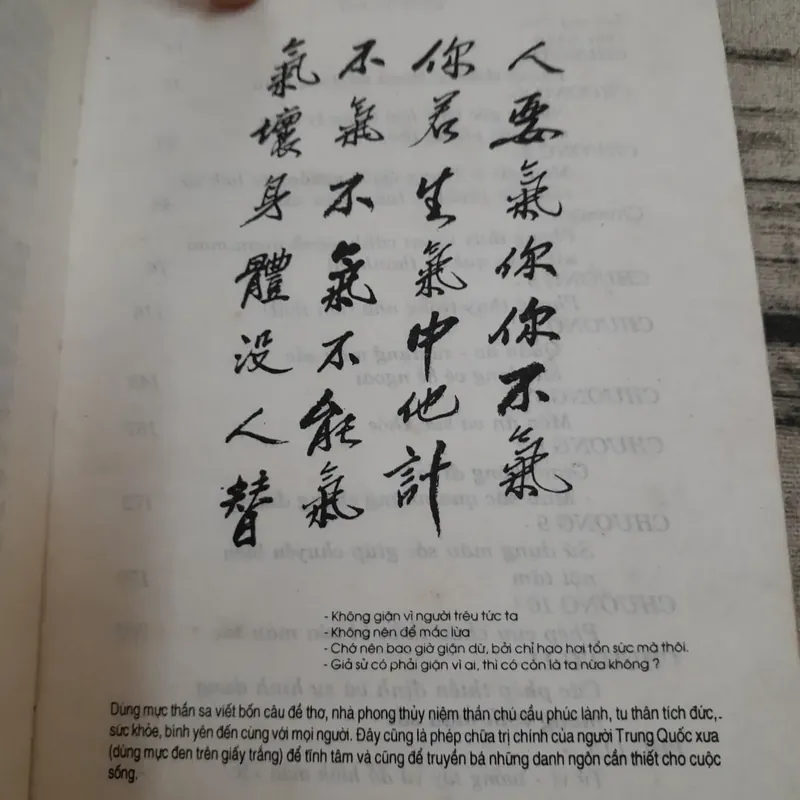 人要氣你你不氣
你若生氣中他計
不氣不氣不能氣
氣壞身體沒人替
- Không giận vì người trêu tức ta
- Không nên để mắc lừa
- Chớ nên bao giờ giận dữ, bởi chỉ hao hơi tổn sức mà thôi.
- Giả sử có phải giận vì ai, thì có còn là ta nữa không ?
Dùng mực thần sa viết bốn câu đề thơ, nhà phong thủy niệm thần chú cầu phúc lành, tu thân tích đức,
sức khỏe, bình yên đến cùng với mọi người. Đây cũng là phép chữa trị chính của người Trung Quốc xưa
(dùng mực đen trên giấy trắng) để tĩnh tâm và cũng để truyền bá những danh ngôn cần thiết cho cuộc
sống.